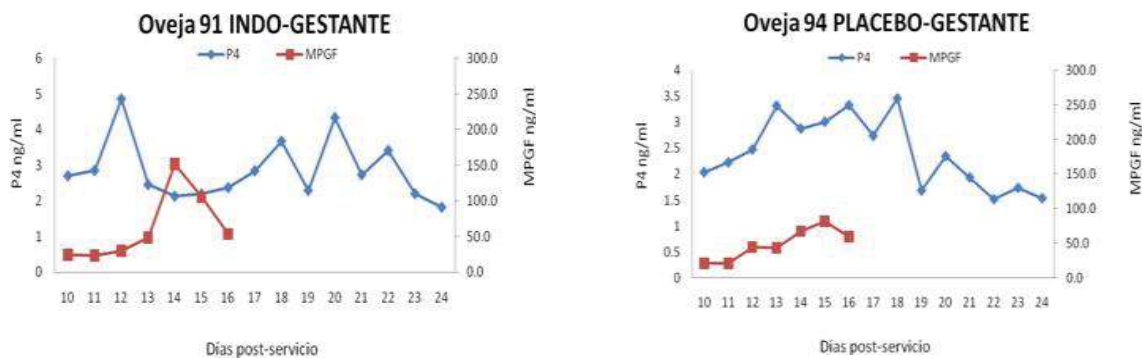 Oveja 91 INDO-GESTANTE
P4 MPGF
6
5
4
3
2
1
0
P4 ng/ml
300.0
250.0
200.0
150.0
100.0
50.0
0.0
MPGF ng/ml
10 11 12 13 14 15 16 17 18 19 20 21 22 23 24
Días post-servicio
Oveja 94 PLACEBO-GESTANTE
P4 MPGF
4
3.5
3
2.5
2
1.5
1
0.5
0
P4 ng/ml
300.0
250.0
200.0
150.0
100.0
50.0
0.0
MPGF ng/ml
10 11 12 13 14 15 16 17 18 19 20 21 22 23 24
Días post-servicio